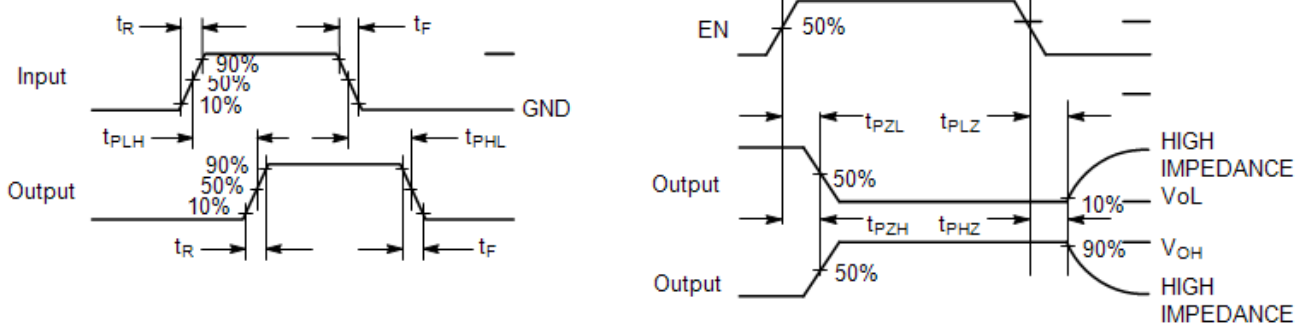 tR tF
Input
90%
50%
10%
GND
tPLH tPHL
Output
90%
50%
10%
tR tF
EN
50%
tPZL tPLZ
HIGH
IMPEDANCE
Output
50%
10%
VoL
tPZH tPHZ
90%
VOH
Output
50%
HIGH
IMPEDANCE